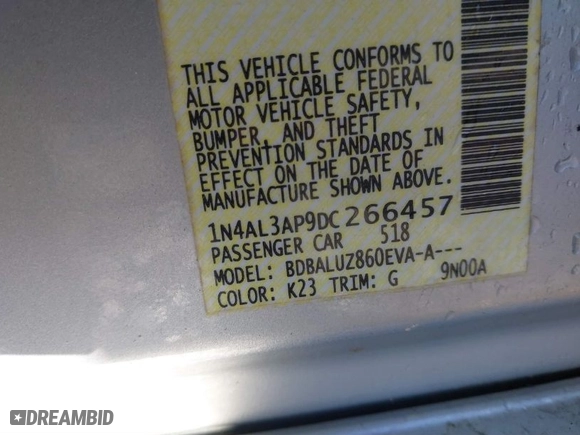 THIS VEHICLE CONFORMS TO
ALL APPLICABLE FEDERAL
MOTOR VEHICLE SAFETY,
BUMPER, AND THEFT
PREVENTION STANDARDS IN
EFFECT ON THE DATE OF
MANUFACTURE SHOWN ABOVE.
1N4AL3AP9DC266457
PASSENGER CAR 518
MODEL: BDBALUZ860EVA-A---
COLOR: K23 TRIM: G 9N00A
DREAMBID